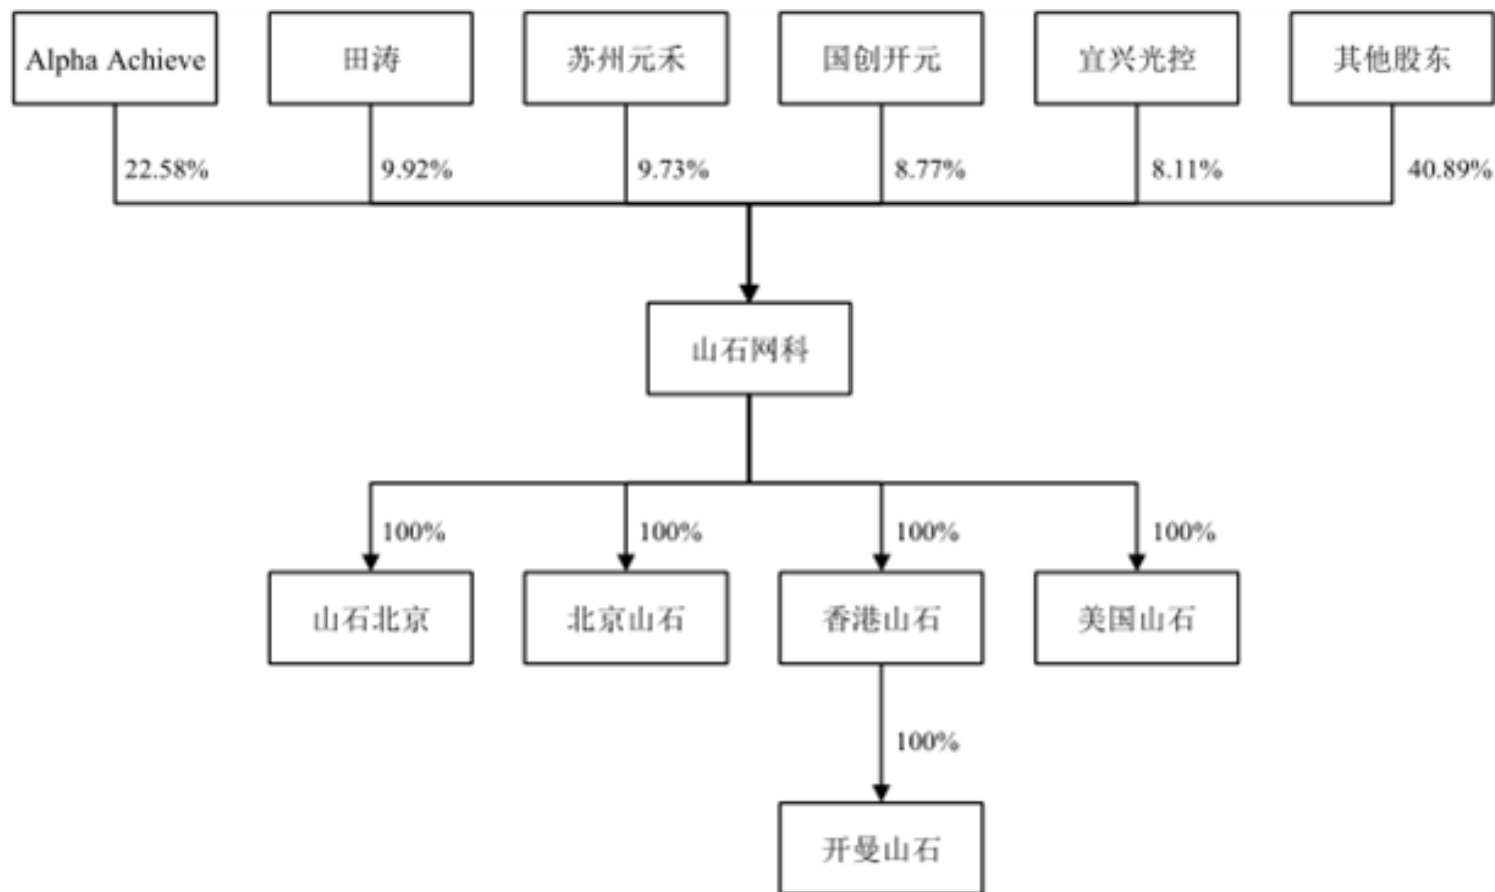 Alpha Achieve
田涛
苏州元禾
国创开元
宜兴光控
其他股东
22.58%
9.92%
9.73%
8.77%
8.11%
40.89%
山石网科
100%
100%
100%
100%
山石北京
北京山石
香港山石
美国山石
100%
开曼山石